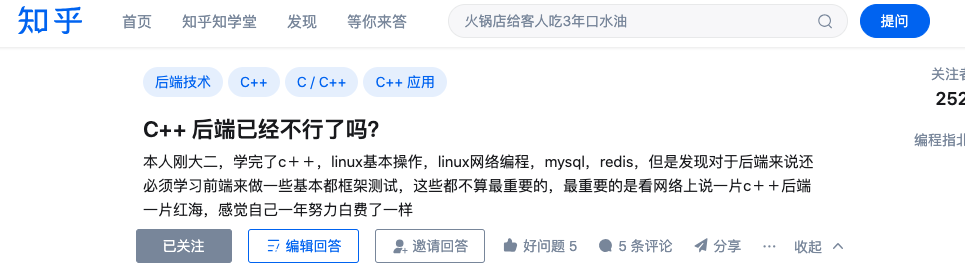 知乎 首页 知乎知学堂 发现 等你来答 火锅店给客人吃3年口水油 提问
后端技术 C++ C / C++ C++ 应用
关注者
252
C++ 后端已经不行了吗?
编程指北
本人刚大二，学完了c＋＋，linux基本操作，linux网络编程，mysql，redis，但是发现对于后端来说还
必须学习前端来做一些基本都框架测试，这些都不算最重要的，最重要的是看网络上说一片c＋＋后端
一片红海，感觉自己一年努力白费了一样
已关注 编辑回答 邀请回答 好问题 5 5 条评论 分享 ··· 收起